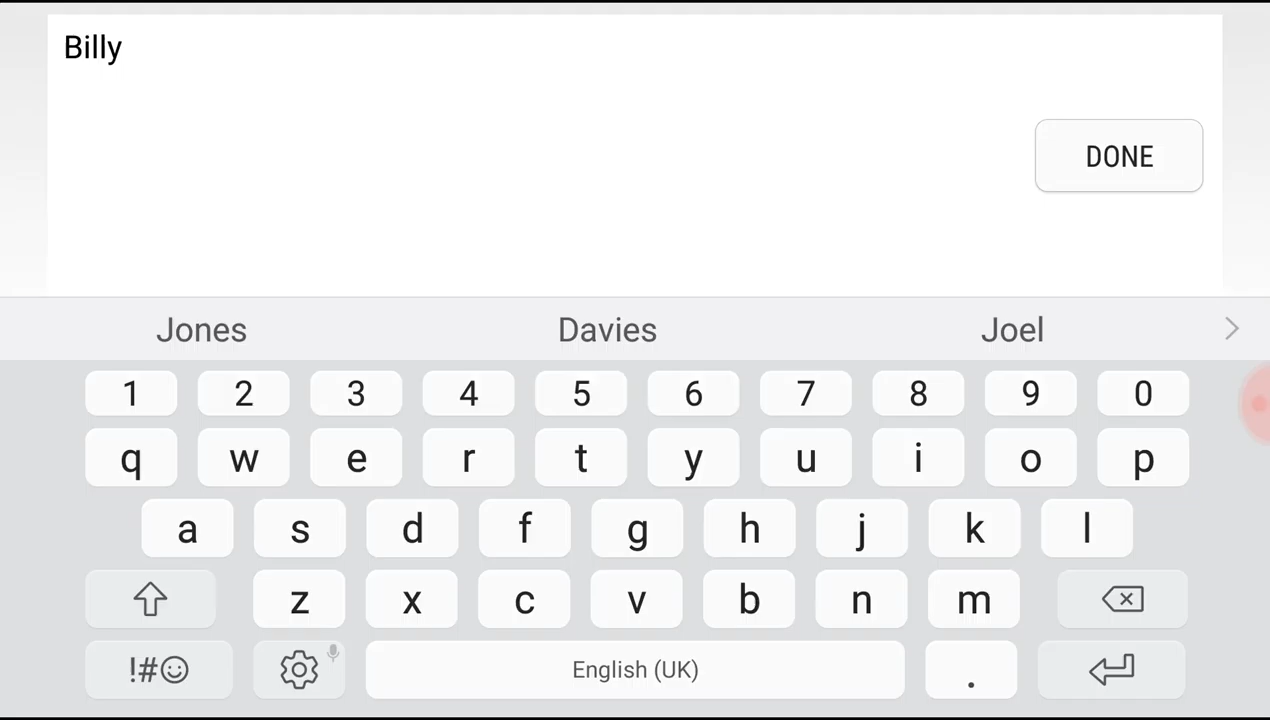 Billy
DONE
Jones Davies Joel
1 2 3 4 5 6 7 8 9 0
q w e r t y u i o p
a s d f g h j k l
z x c v b n m
!#☺ English (UK) .